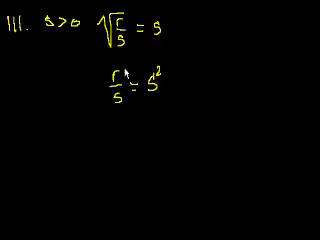 III. s>0 √(r/s) = s
r/s = s²